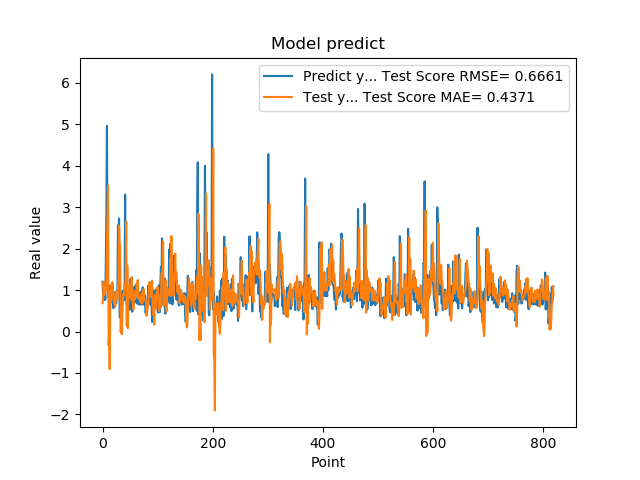 Model predict
Predict y... Test Score RMSE= 0.6661
Test y... Test Score MAE= 0.4371
Real value
6
5
4
3
2
1
0
−1
−2
0 200 400 600 800
Point